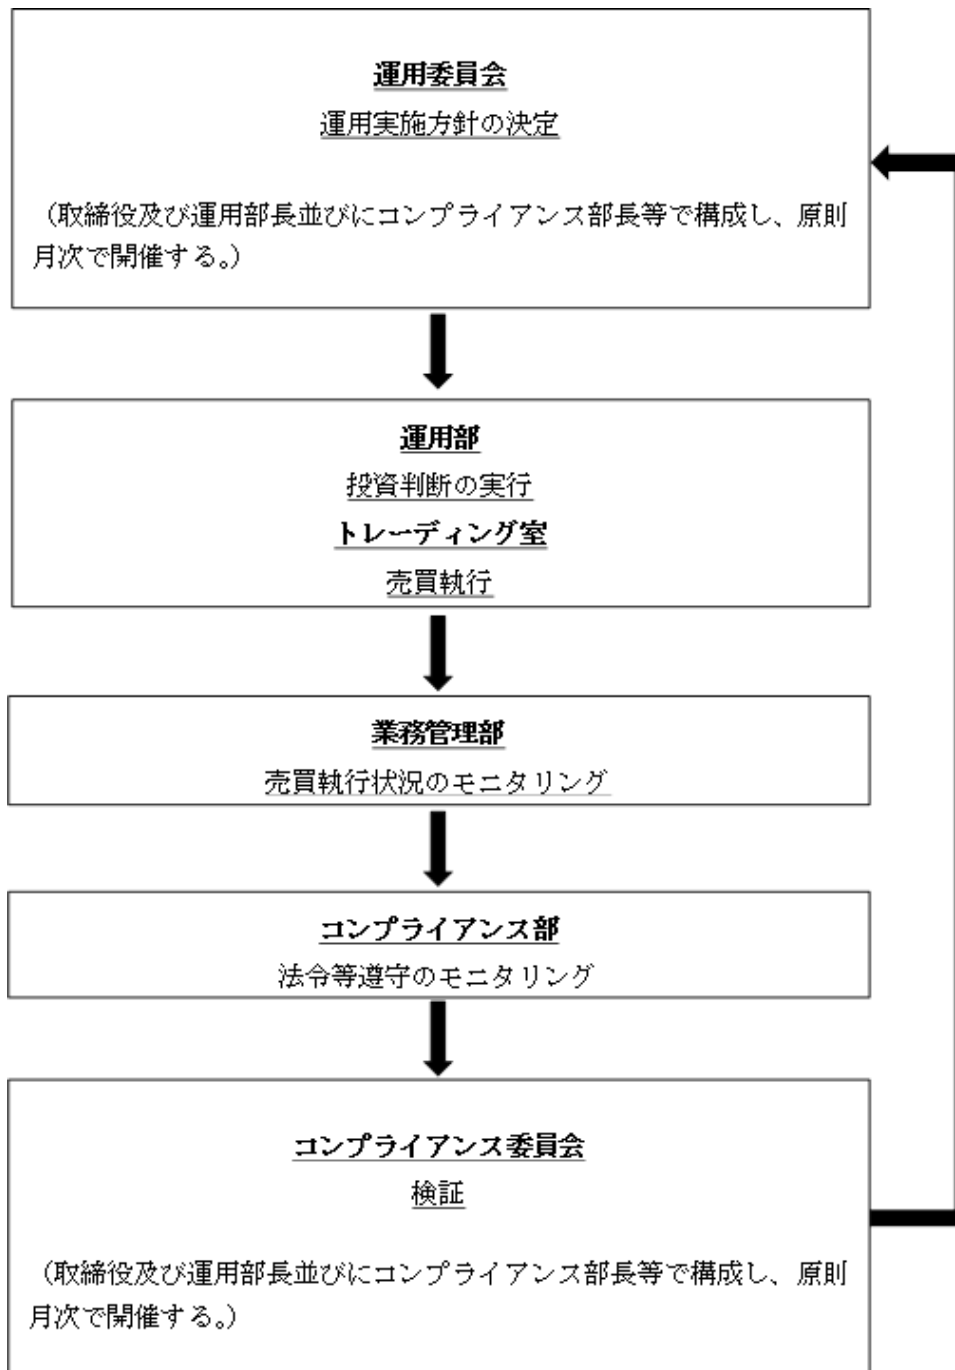 運用委員会
運用実施方針の決定
（取締役及び運用部長並びにコンプライアンス部長等で構成し、原則
月次で開催する。）
運用部
投資判断の実行
トレーディング室
売買執行
業務管理部
売買執行状況のモニタリング
コンプライアンス部
法令等遵守のモニタリング
コンプライアンス委員会
検証
（取締役及び運用部長並びにコンプライアンス部長等で構成し、原則
月次で開催する。）